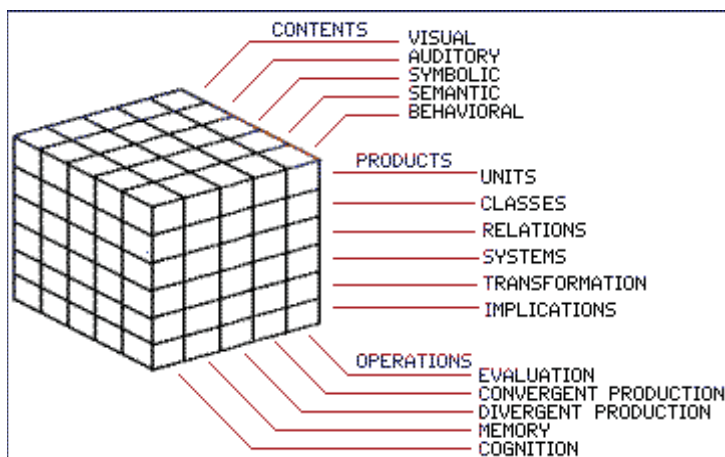 CONTENTS
VISUAL
AUDITORY
SYMBOLIC
SEMANTIC
BEHAVIORAL
PRODUCTS
UNITS
CLASSES
RELATIONS
SYSTEMS
TRANSFORMATION
IMPLICATIONS
OPERATIONS
EVALUATION
CONVERGENT PRODUCTION
DIVERGENT PRODUCTION
MEMORY
COGNITION